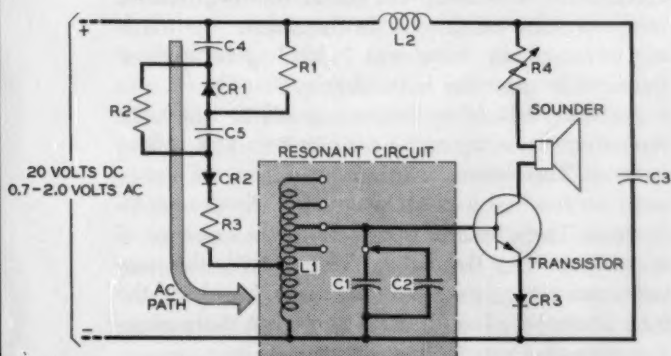 +
C4
L2
R1
R4
CR1
R2
SOUNDER
C5
RESONANT CIRCUIT
20 VOLTS DC
0.7–2.0 VOLTS AC
CR2
C3
R3
L1
C1
C2
TRANSISTOR
AC
PATH
CR3
–